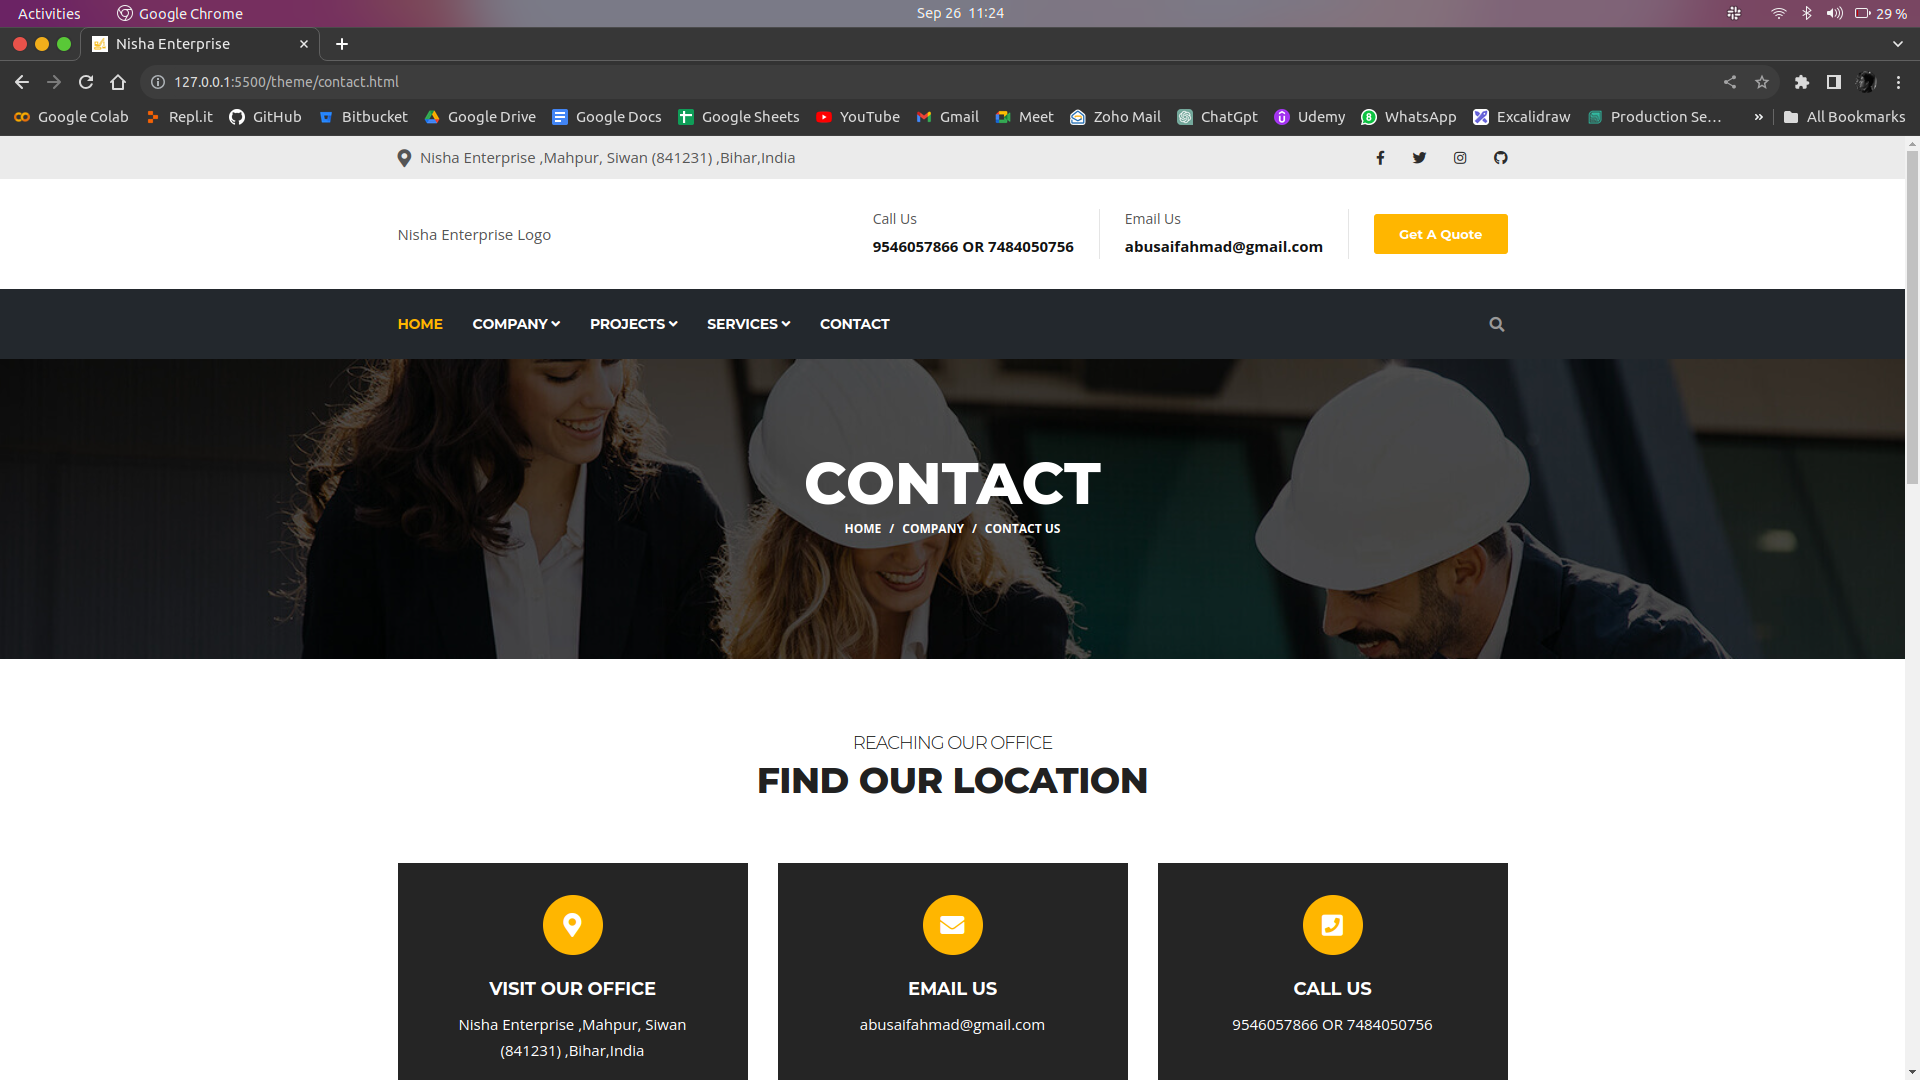 Activities
Google Chrome
Sep 26 11:24
29 %
Nisha Enterprise
127.0.0.1:5500/theme/contact.html
Google Colab
Repl.it
GitHub
Bitbucket
Google Drive
Google Docs
Google Sheets
YouTube
Gmail
Meet
Zoho Mail
ChatGpt
Udemy
WhatsApp
Excalidraw
Production Se…
»
All Bookmarks
Nisha Enterprise ,Mahpur, Siwan (841231) ,Bihar,India
Nisha Enterprise Logo
Call Us
9546057866 OR 7484050756
Email Us
abusaifahmad@gmail.com
Get A Quote
HOME
COMPANY
PROJECTS
SERVICES
CONTACT
CONTACT
HOME / COMPANY / CONTACT US
REACHING OUR OFFICE
FIND OUR LOCATION
VISIT OUR OFFICE
Nisha Enterprise ,Mahpur, Siwan
(841231) ,Bihar,India
EMAIL US
abusaifahmad@gmail.com
CALL US
9546057866 OR 7484050756